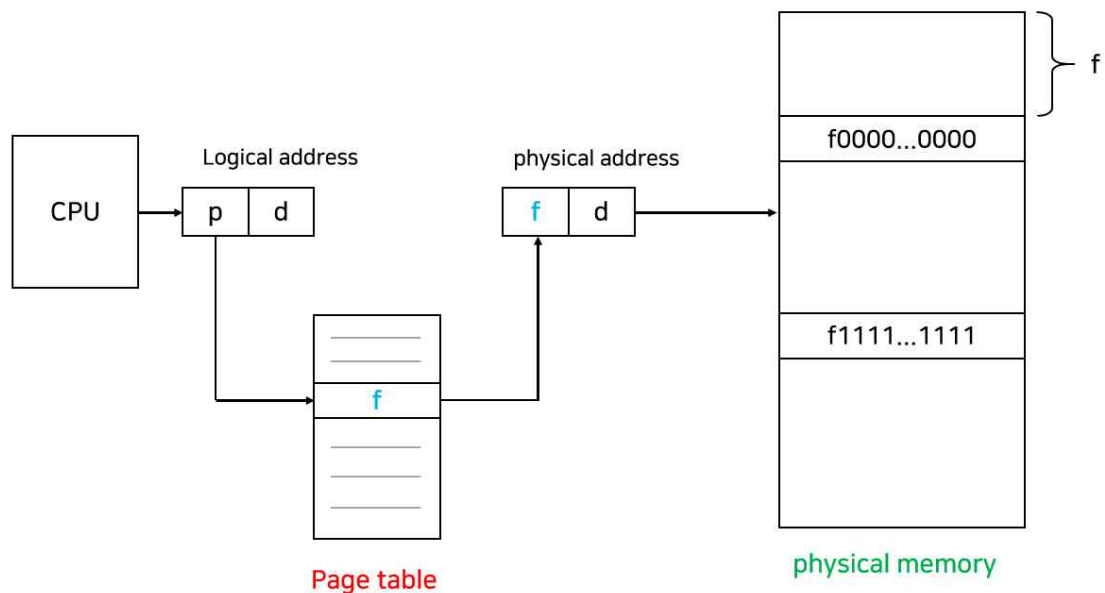 f
f0000...0000
Logical address
physical address
CPU
p
d
f
d
f1111...1111
f
physical memory
Page table